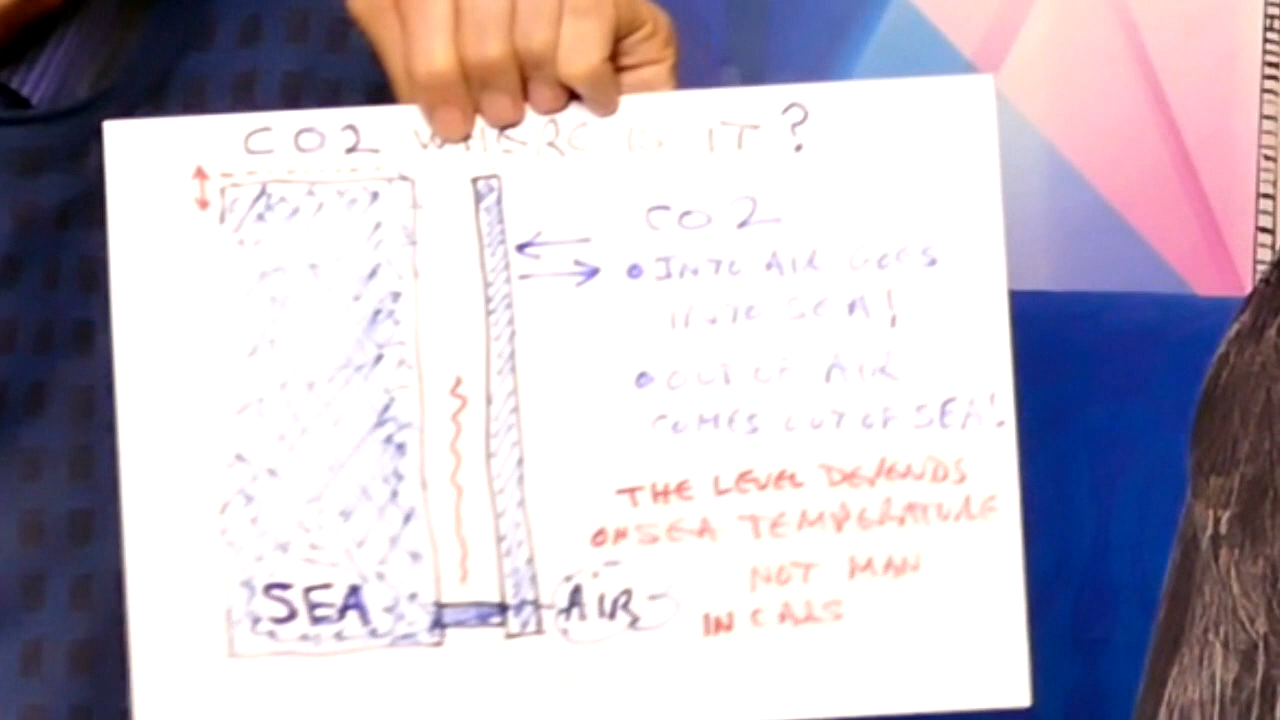 CO2 WHERE IS IT?
CO2
• INTO AIR GOES
INTO SEA!
• OUT OF AIR
COMES OUT OF SEA!
THE LEVEL DEPENDS
ON SEA TEMPERATURE
NOT MAN
IN CARS
SEA
AIR